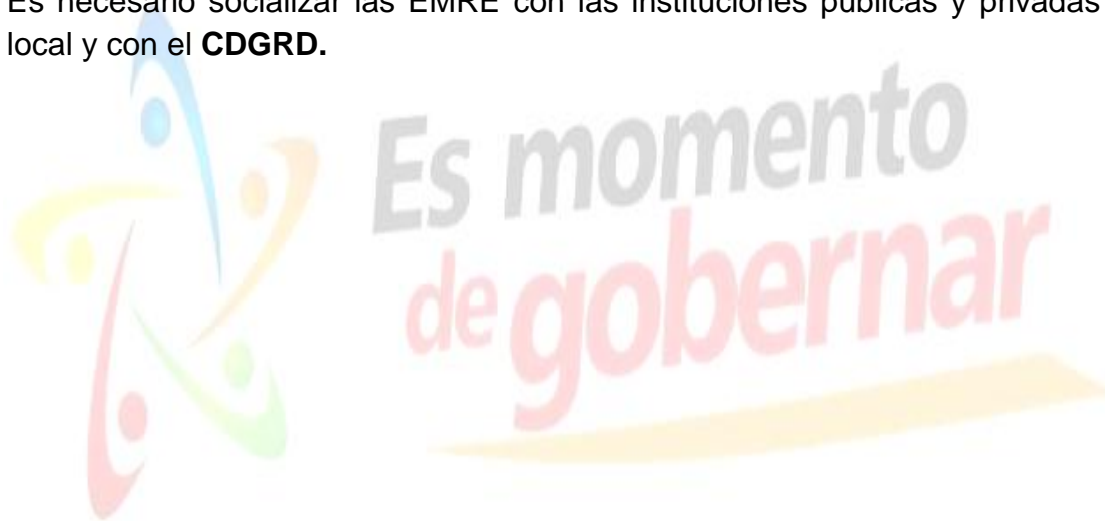 Es necesario socializar las EMRE con las instituciones públicas y privadas
local y con el CDGRD.
Es momento
de gobernar